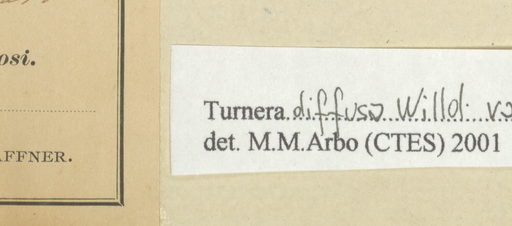 osi.
AFFNER.
Turnera diffusa Willd. va
det. M.M.Arbo (CTES) 2001